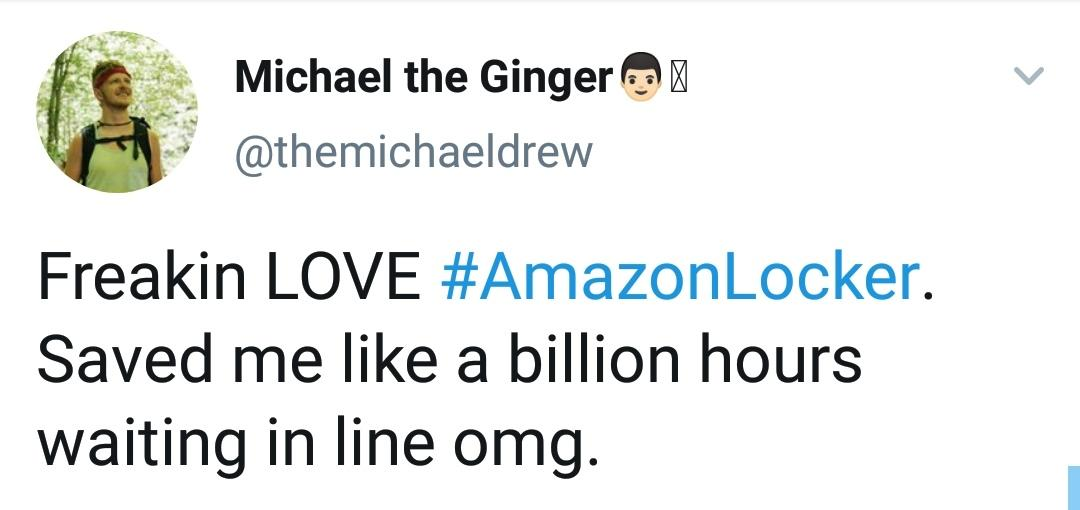 Michael the Ginger👨🏻
@themichaeldrew
Freakin LOVE #AmazonLocker.
Saved me like a billion hours
waiting in line omg.